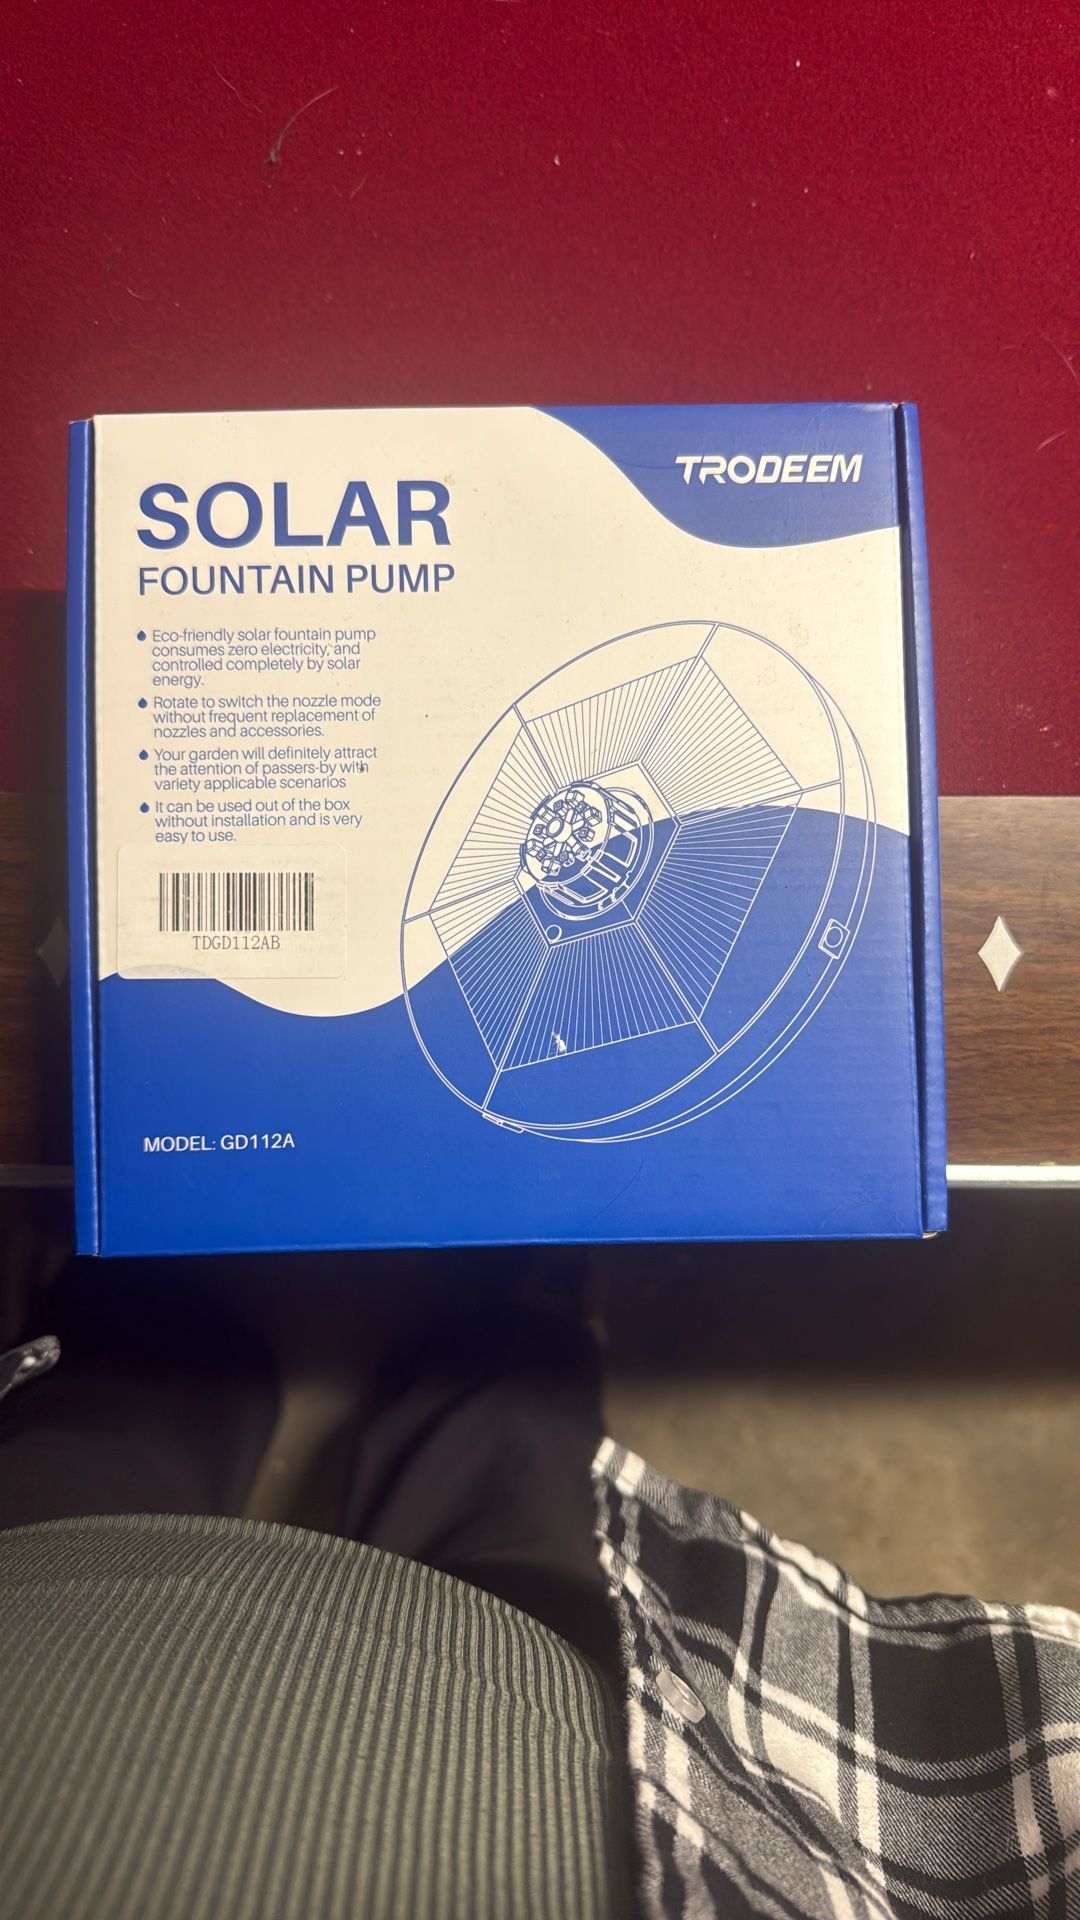 TRODEEM
SOLAR
FOUNTAIN PUMP
Eco-friendly solar fountain pump
consumes zero electricity, and
controlled completely by solar
energy.
Rotate to switch the nozzle mode
without frequent replacement of
nozzles and accessories.
Your garden will definitely attract
the attention of passers-by with
variety applicable scenarios
It can be used out of the box
without installation and is very
easy to use.
TDGD112AB
MODEL: GD112A